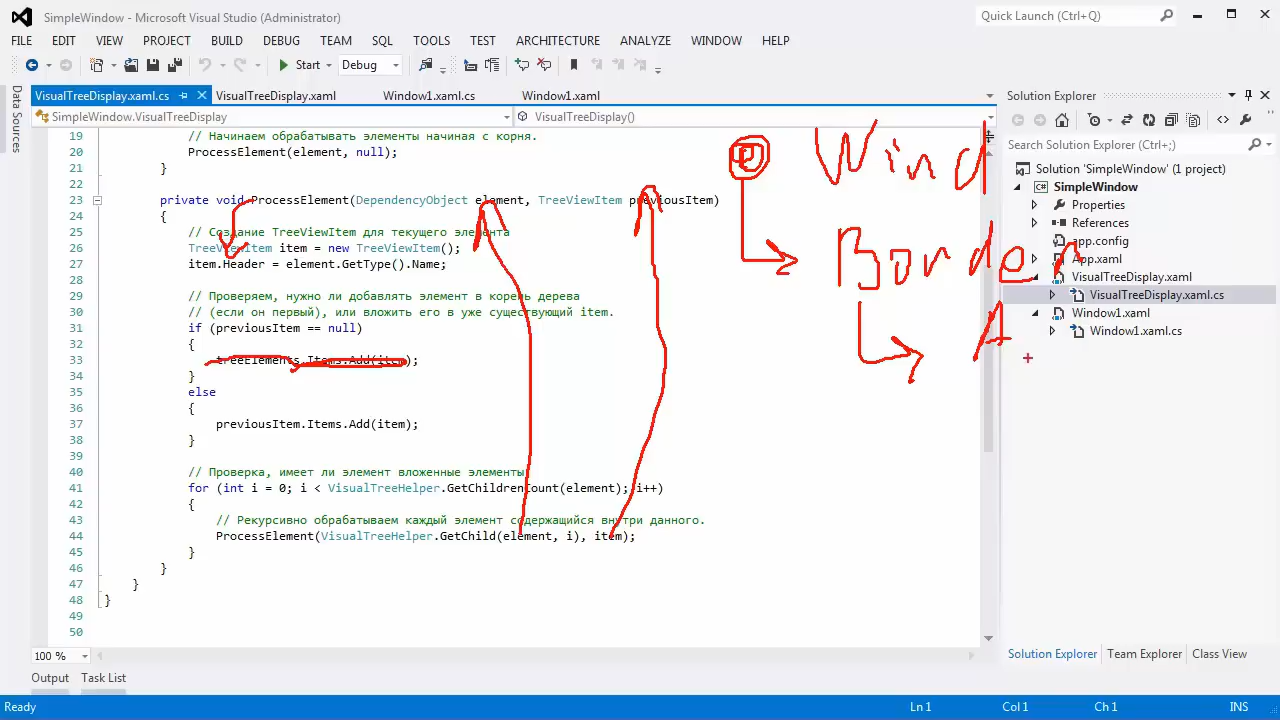 SimpleWindow - Microsoft Visual Studio (Administrator)
Quick Launch (Ctrl+Q)
FILE EDIT VIEW PROJECT BUILD DEBUG TEAM SQL TOOLS TEST ARCHITECTURE ANALYZE WINDOW HELP
Start Debug
Data Sources
VisualTreeDisplay.xaml.cs VisualTreeDisplay.xaml Window1.xaml.cs Window1.xaml
SimpleWindow.VisualTreeDisplay VisualTreeDisplay()
19 // Начинаем обрабатывать элементы начиная с корня.
20 ProcessElement(element, null);
21 }
22
23 private void ProcessElement(DependencyObject element, TreeViewItem previousItem)
24 {
25 // Создание TreeViewItem для текущего элемента
26 TreeViewItem item = new TreeViewItem();
27 item.Header = element.GetType().Name;
28
29 // Проверяем, нужно ли добавлять элемент в корень дерева
30 // (если он первый), или вложить его в уже существующий item.
31 if (previousItem == null)
32 {
33 treeElements.Items.Add(item);
34 }
35 else
36 {
37 previousItem.Items.Add(item);
38 }
39
40 // Проверка, имеет ли элемент вложенные элементы
41 for (int i = 0; i < VisualTreeHelper.GetChildrenCount(element); i++)
42 {
43 // Рекурсивно обрабатываем каждый элемент содержащийся внутри данного.
44 ProcessElement(VisualTreeHelper.GetChild(element, i), item);
45 }
46 }
47 }
48 }
49
50
Wind
Border
A
100 %
Solution Explorer
Search Solution Explorer (Ctrl+;)
Solution 'SimpleWindow' (1 project)
SimpleWindow
Properties
References
app.config
App.xaml
VisualTreeDisplay.xaml
VisualTreeDisplay.xaml.cs
Window1.xaml
Window1.xaml.cs
Solution Explorer Team Explorer Class View
Output Task List
Ready Ln 1 Col 1 Ch 1 INS